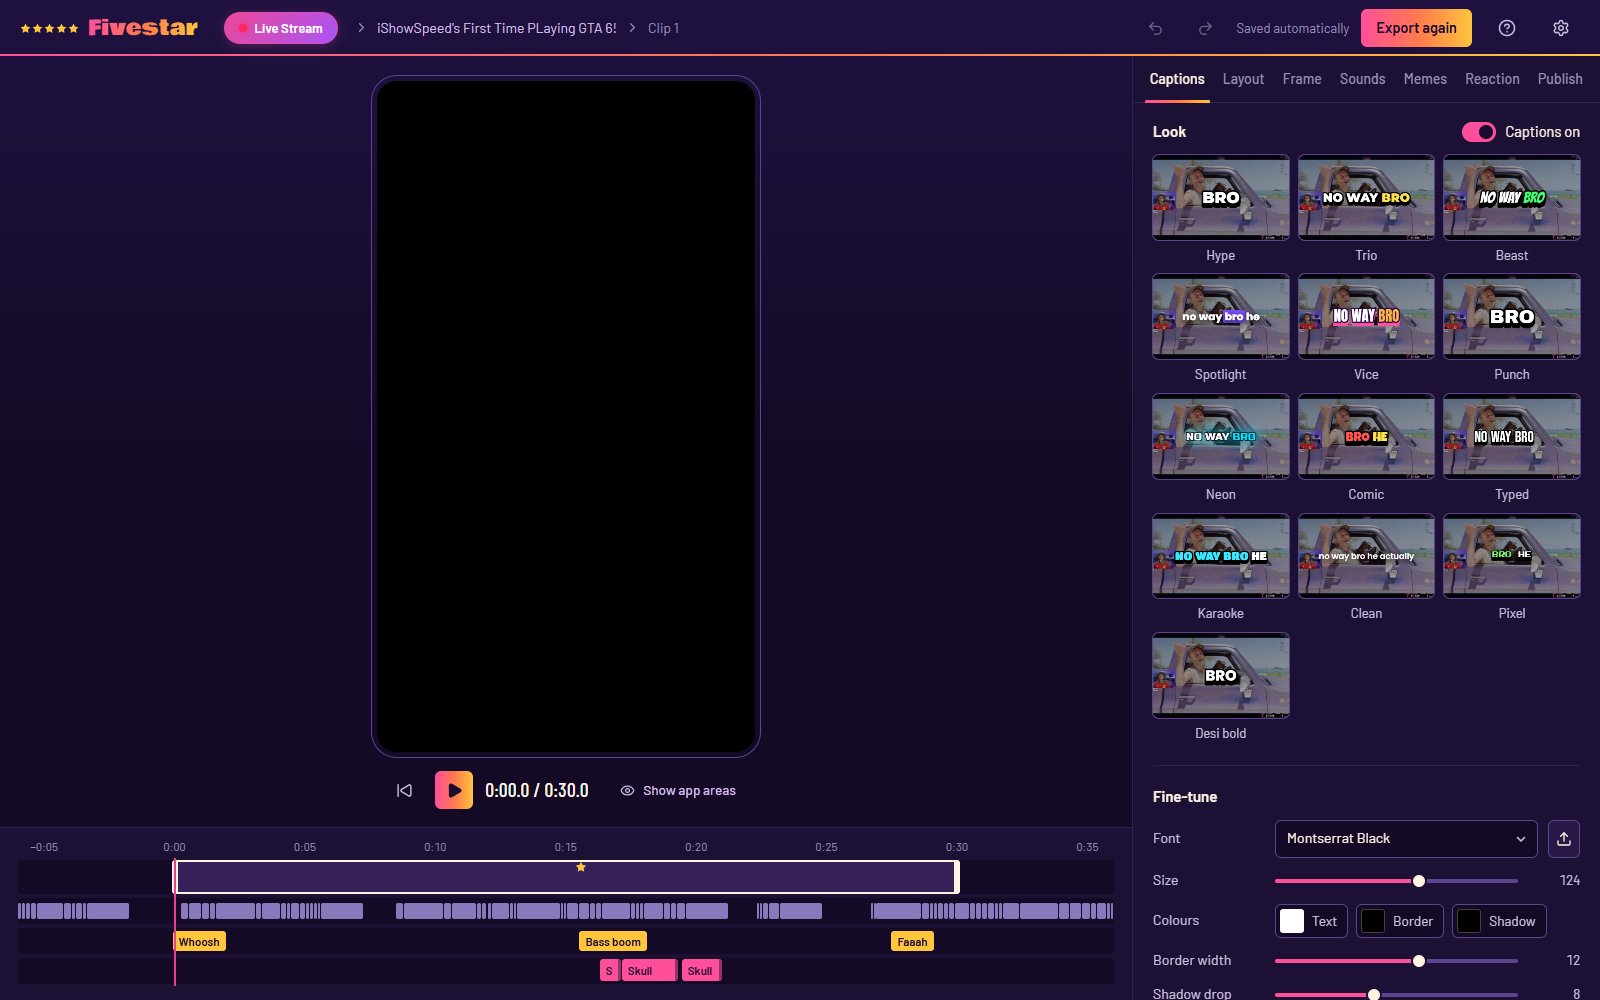 Fivestar
Live Stream
iShowSpeed's First Time PLaying GTA 6!
Clip 1
Saved automatically
Export again
Captions
Layout
Frame
Sounds
Memes
Reaction
Publish
Look
Captions on
BRO
NO WAY BRO
NO WAY BRO
Hype
Trio
Beast
no way bro he
NO WAY BRO
BRO
Spotlight
Vice
Punch
NO WAY BRO
BRO HE
NO WAY BRO
Neon
Comic
Typed
NO WAY BRO HE
no way bro he actually
BRO HE
Karaoke
Clean
Pixel
BRO
Desi bold
0:00.0 / 0:30.0
Show app areas
Fine-tune
Font
Montserrat Black
Size
124
Colours
Text
Border
Shadow
Border width
12
Shadow drop
8
−0:05
0:00
0:05
0:10
0:15
0:20
0:25
0:30
0:35
Whoosh
Bass boom
Faaah
S
Skull
Skull